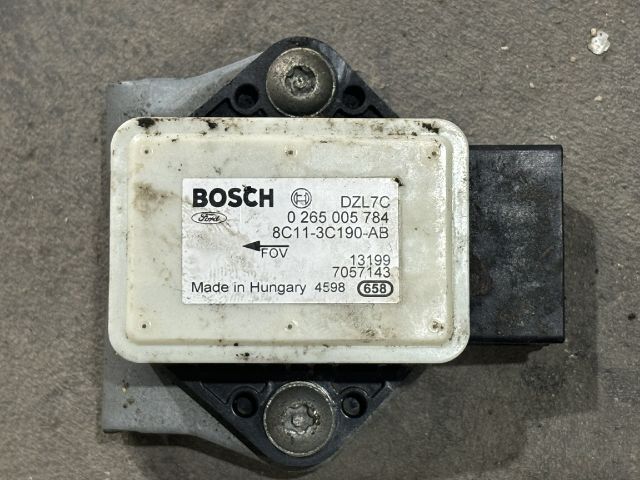 BOSCH DZL7C
Ford 0 265 005 784
8C11-3C190-AB
FOV
13199
7057143
Made in Hungary 4598 658